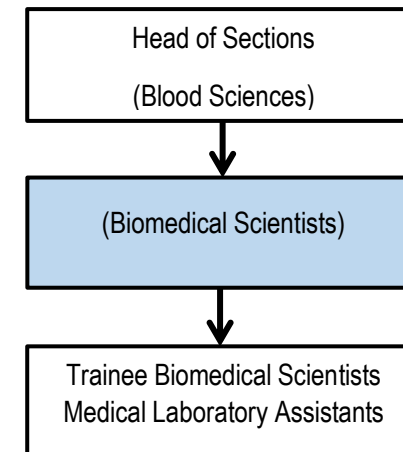 Head of Sections
(Blood Sciences)
(Biomedical Scientists)
Trainee Biomedical Scientists
Medical Laboratory Assistants